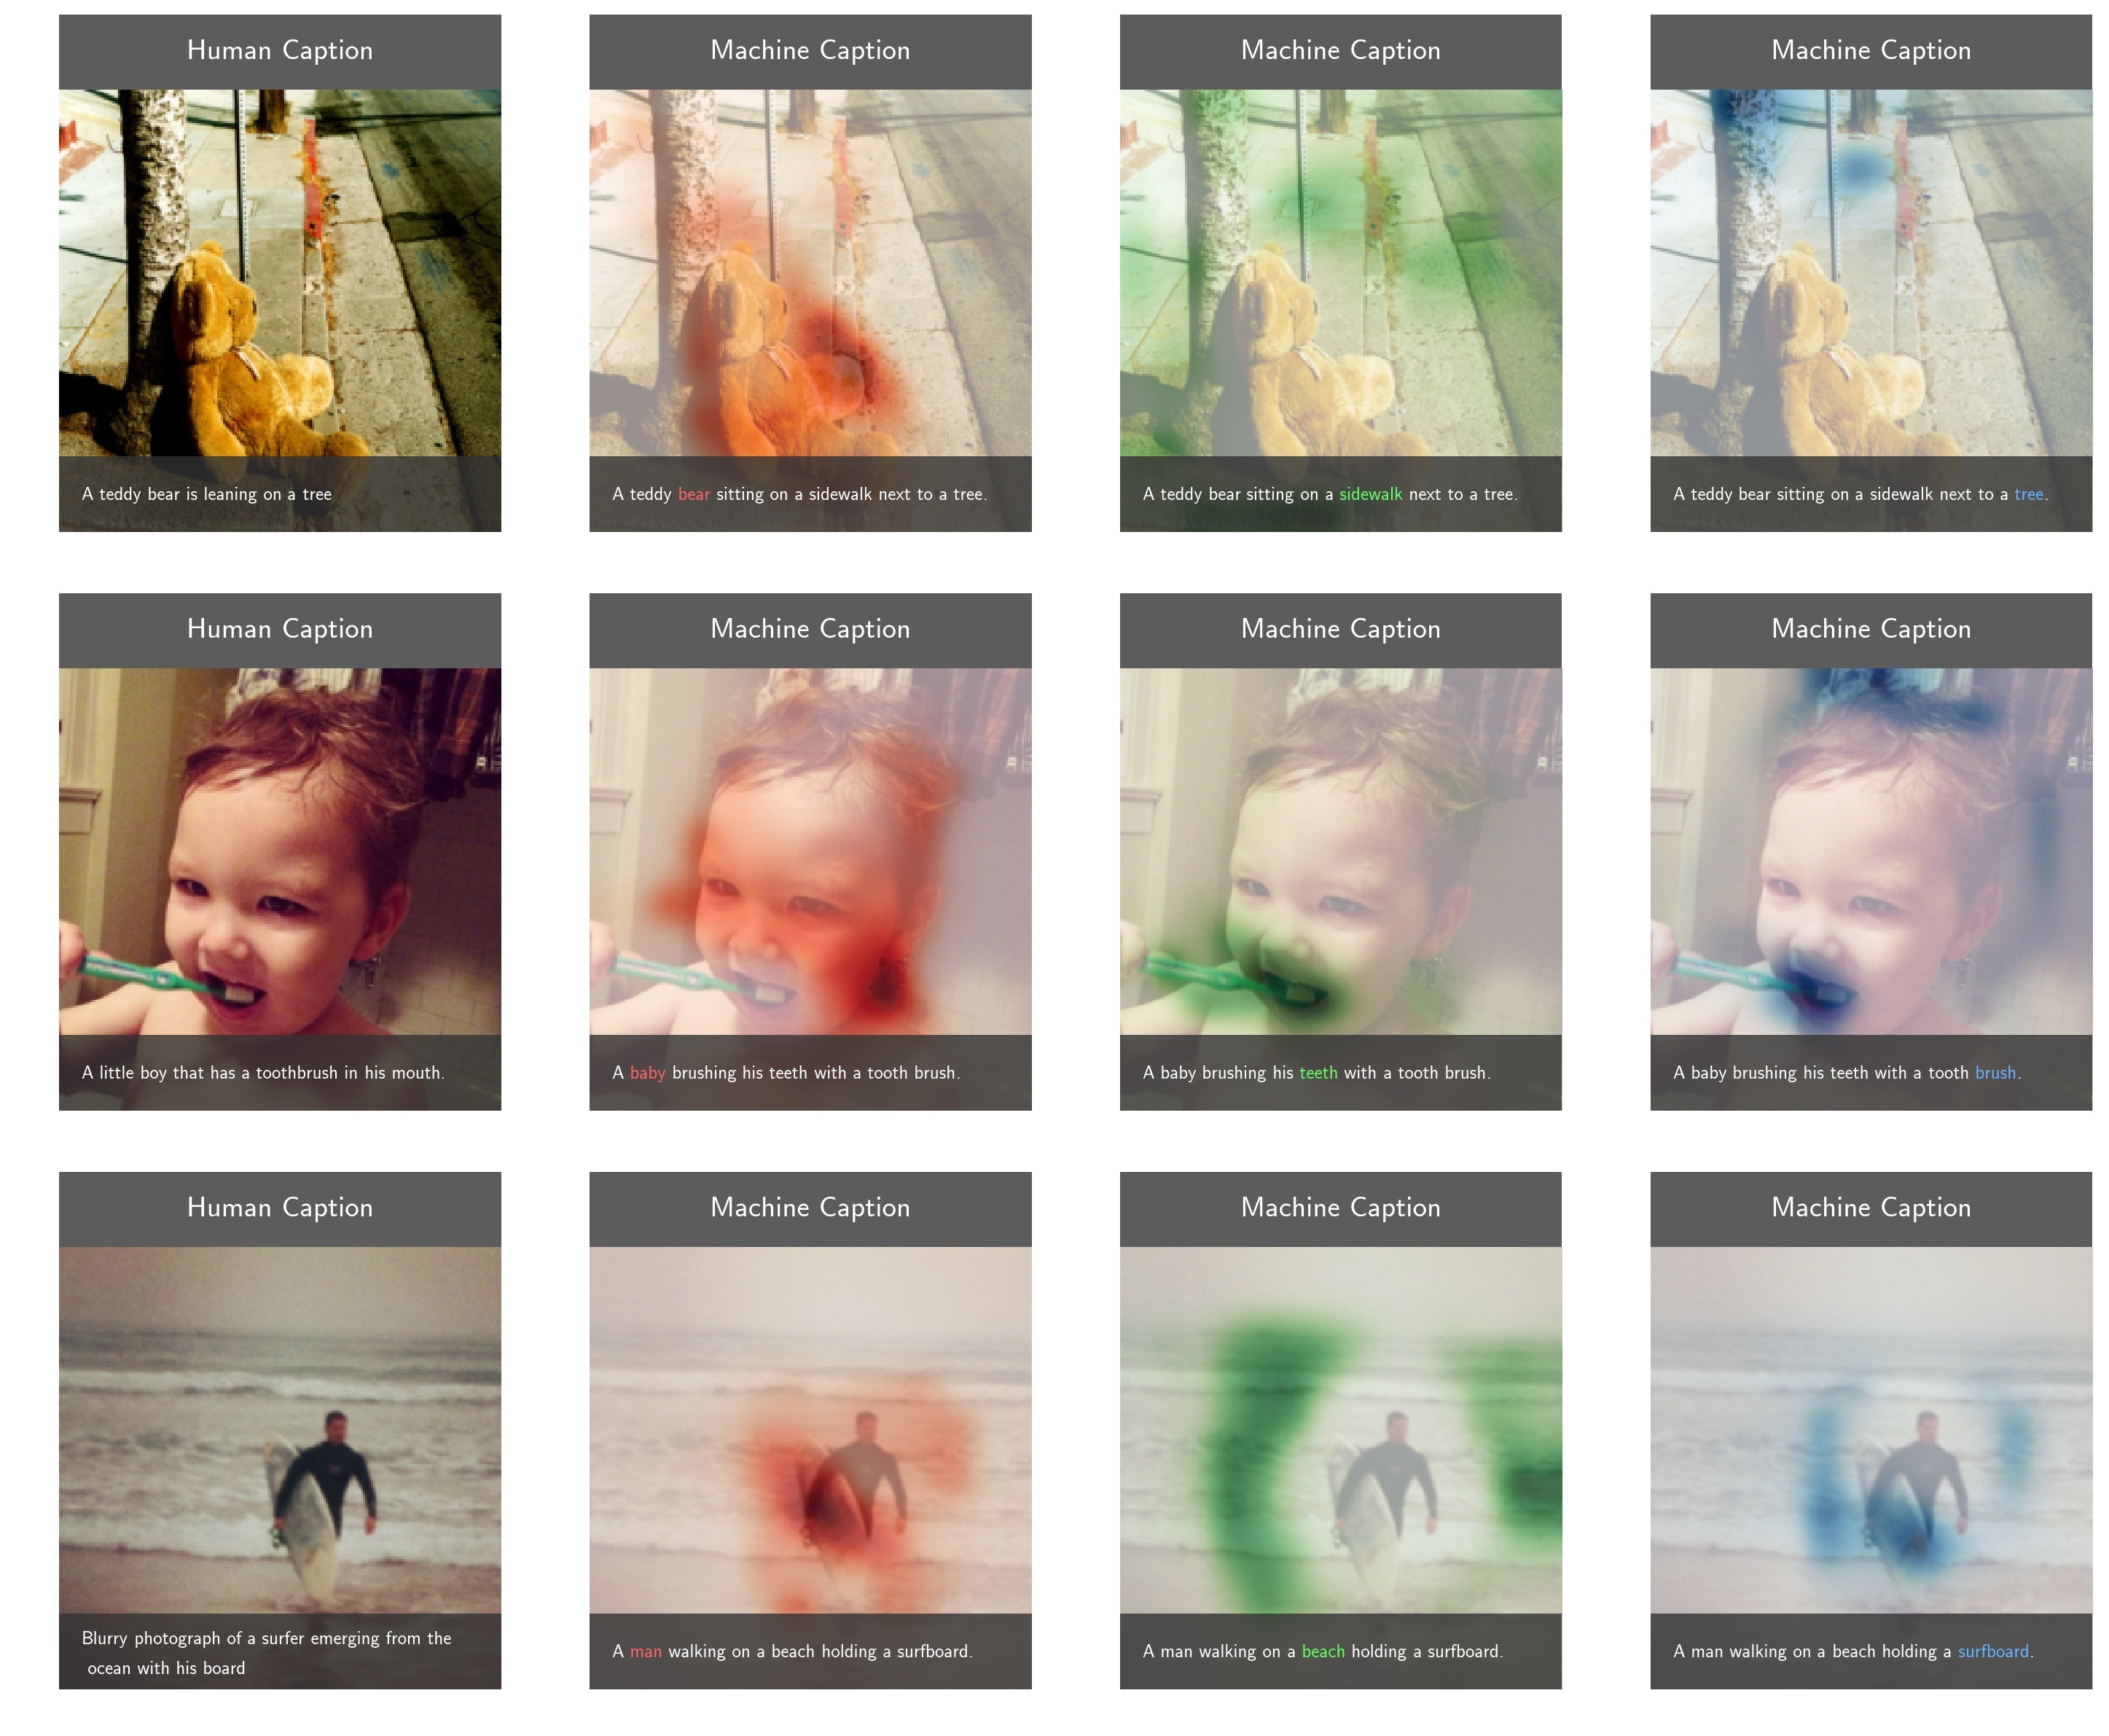 Human Caption
Machine Caption
Machine Caption
Machine Caption
A teddy bear is leaning on a tree
A teddy bear sitting on a sidewalk next to a tree.
A teddy bear sitting on a sidewalk next to a tree.
A teddy bear sitting on a sidewalk next to a tree.
Human Caption
Machine Caption
Machine Caption
Machine Caption
A little boy that has a toothbrush in his mouth.
A baby brushing his teeth with a tooth brush.
A baby brushing his teeth with a tooth brush.
A baby brushing his teeth with a tooth brush.
Human Caption
Machine Caption
Machine Caption
Machine Caption
Blurry photograph of a surfer emerging from the
ocean with his board
A man walking on a beach holding a surfboard.
A man walking on a beach holding a surfboard.
A man walking on a beach holding a surfboard.